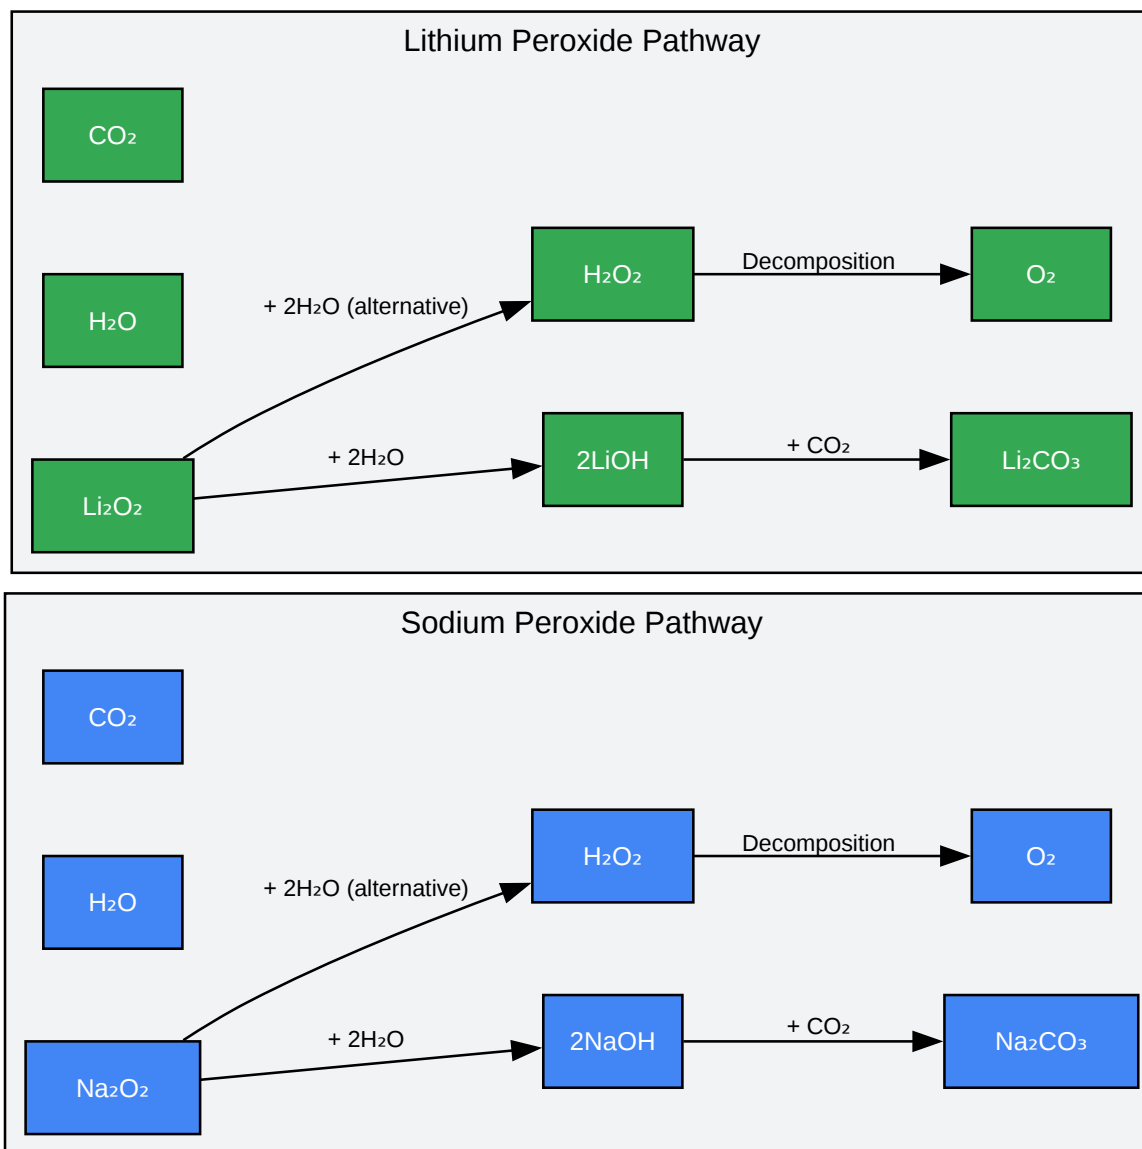 Lithium Peroxide Pathway
CO₂
H₂O
+ 2H₂O (alternative)
H₂O₂
Decomposition
O₂
Li₂O₂
+ 2H₂O
2LiOH
+ CO₂
Li₂CO₃
Sodium Peroxide Pathway
CO₂
H₂O
+ 2H₂O (alternative)
H₂O₂
Decomposition
O₂
Na₂O₂
+ 2H₂O
2NaOH
+ CO₂
Na₂CO₃